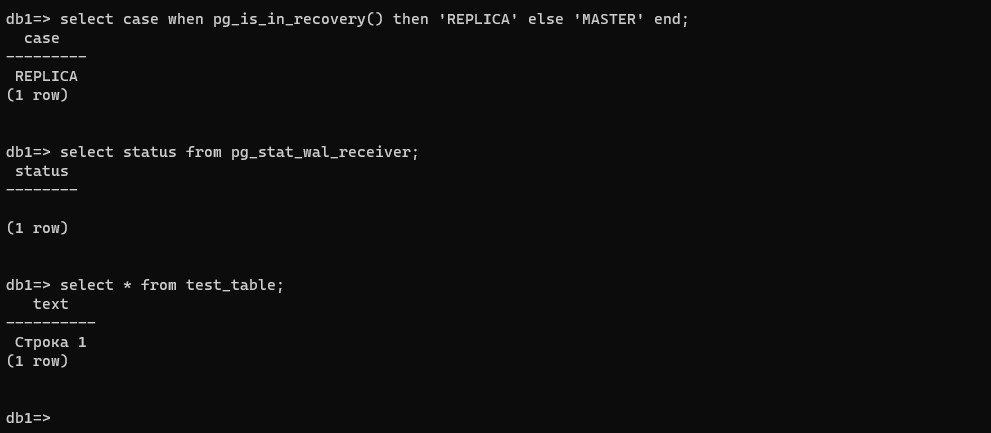 db1=> select case when pg_is_in_recovery() then 'REPLICA' else 'MASTER' end;
  case
---------
 REPLICA
(1 row)

db1=> select status from pg_stat_wal_receiver;
 status
--------

(1 row)

db1=> select * from test_table;
   text
----------
 Строка 1
(1 row)

db1=>